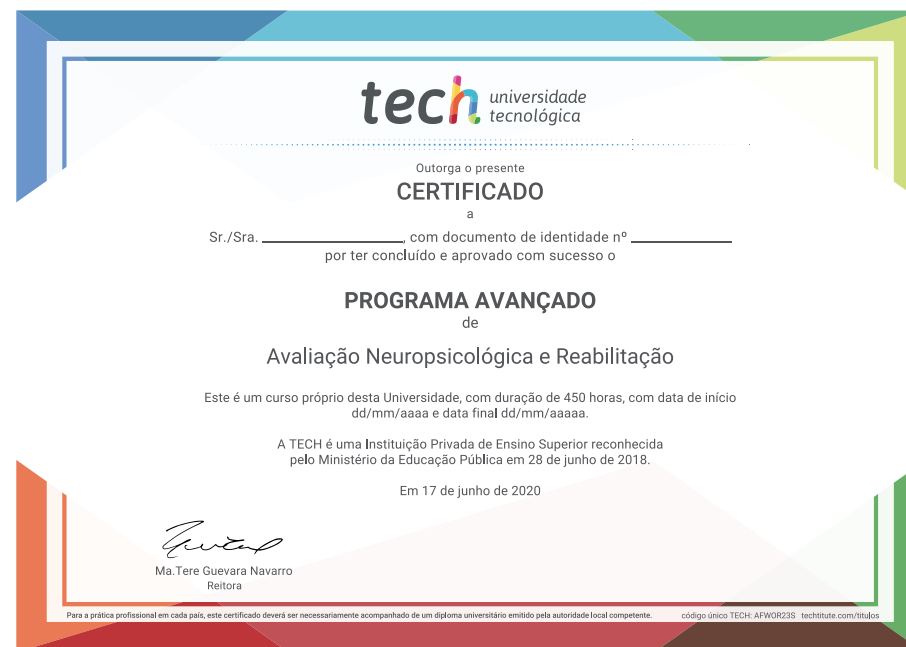 tech universidade
tecnológica
Outorga o presente
CERTIFICADO
a
Sr./Sra. ____________________, com documento de identidade nº ______________
por ter concluído e aprovado com sucesso o
PROGRAMA AVANÇADO
de
Avaliação Neuropsicológica e Reabilitação
Este é um curso próprio desta Universidade, com duração de 450 horas, com data de início
dd/mm/aaaa e data final dd/mm/aaaaa.
A TECH é uma Instituição Privada de Ensino Superior reconhecida
pelo Ministério da Educação Pública em 28 de junho de 2018.
Em 17 de junho de 2020
Ma.Tere Guevara Navarro
Reitora
Para a prática profissional em cada país, este certificado deverá ser necessariamente acompanhado de um diploma universitário emitido pela autoridade local competente. código único TECH: AFWOR23S techtitute.com/titulos